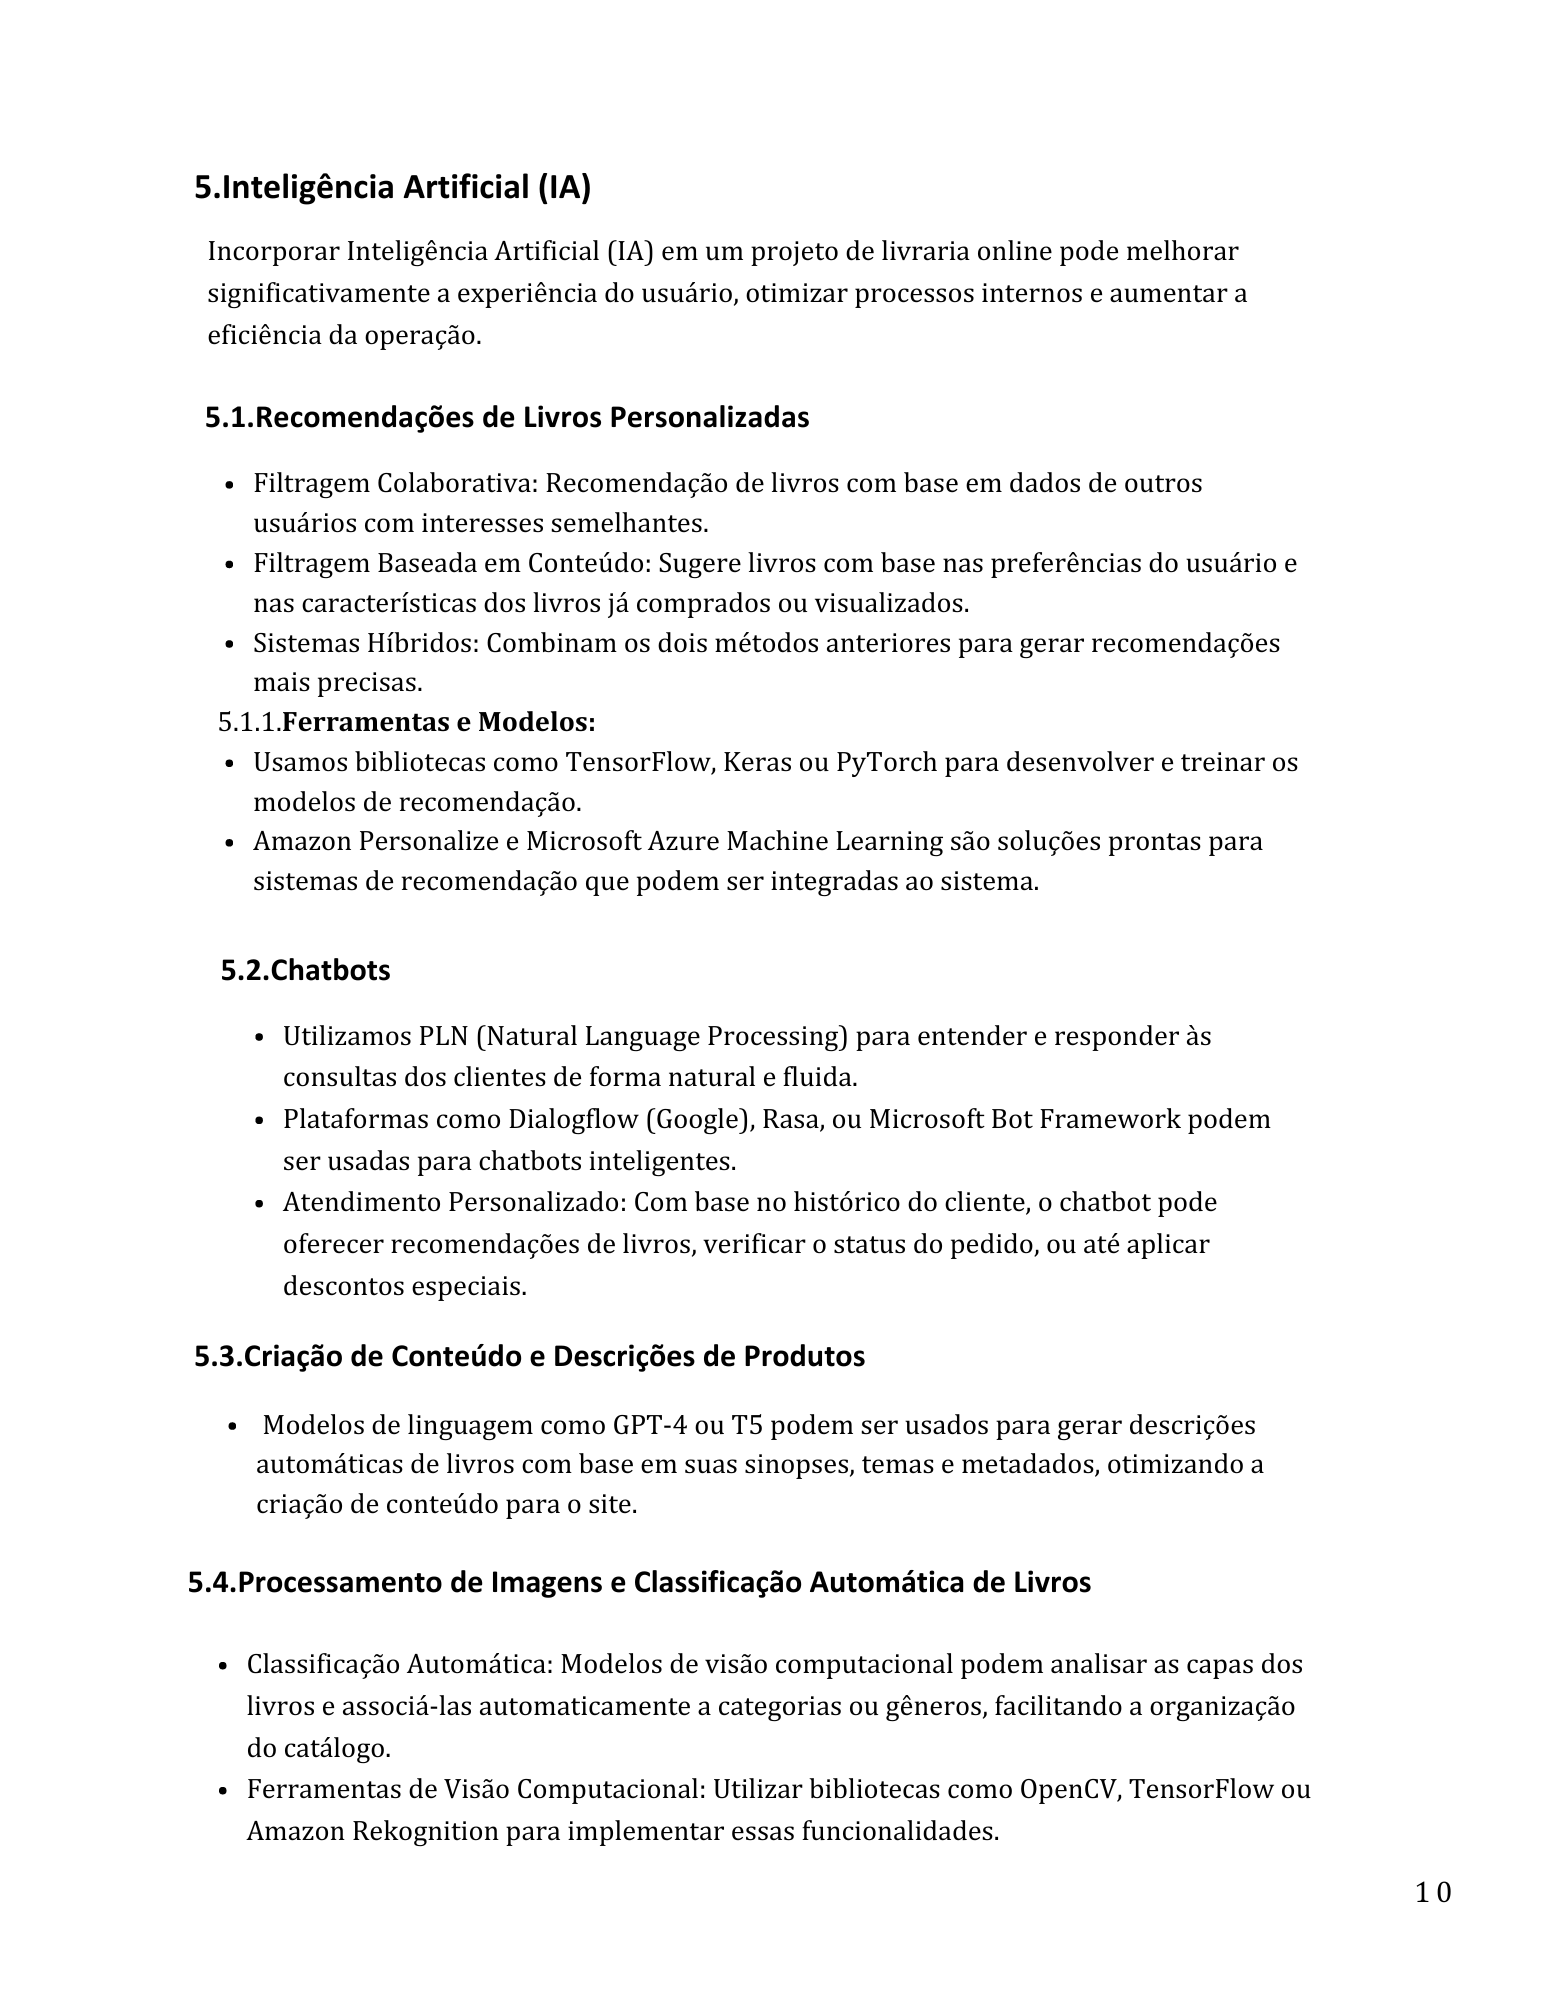 5.Inteligência Artificial (IA)
Incorporar Inteligência Artificial (IA) em um projeto de livraria online pode melhorar
significativamente a experiência do usuário, otimizar processos internos e aumentar a
eficiência da operação.
5.1.Recomendações de Livros Personalizadas
• Filtragem Colaborativa: Recomendação de livros com base em dados de outros
usuários com interesses semelhantes.
• Filtragem Baseada em Conteúdo: Sugere livros com base nas preferências do usuário e
nas características dos livros já comprados ou visualizados.
• Sistemas Híbridos: Combinam os dois métodos anteriores para gerar recomendações
mais precisas.
5.1.1.Ferramentas e Modelos:
• Usamos bibliotecas como TensorFlow, Keras ou PyTorch para desenvolver e treinar os
modelos de recomendação.
• Amazon Personalize e Microsoft Azure Machine Learning são soluções prontas para
sistemas de recomendação que podem ser integradas ao sistema.
5.2.Chatbots
• Utilizamos PLN (Natural Language Processing) para entender e responder às
consultas dos clientes de forma natural e fluida.
• Plataformas como Dialogflow (Google), Rasa, ou Microsoft Bot Framework podem
ser usadas para chatbots inteligentes.
• Atendimento Personalizado: Com base no histórico do cliente, o chatbot pode
oferecer recomendações de livros, verificar o status do pedido, ou até aplicar
descontos especiais.
5.3.Criação de Conteúdo e Descrições de Produtos
• Modelos de linguagem como GPT-4 ou T5 podem ser usados para gerar descrições
automáticas de livros com base em suas sinopses, temas e metadados, otimizando a
criação de conteúdo para o site.
5.4.Processamento de Imagens e Classificação Automática de Livros
• Classificação Automática: Modelos de visão computacional podem analisar as capas dos
livros e associá-las automaticamente a categorias ou gêneros, facilitando a organização
do catálogo.
• Ferramentas de Visão Computacional: Utilizar bibliotecas como OpenCV, TensorFlow ou
Amazon Rekognition para implementar essas funcionalidades.
10